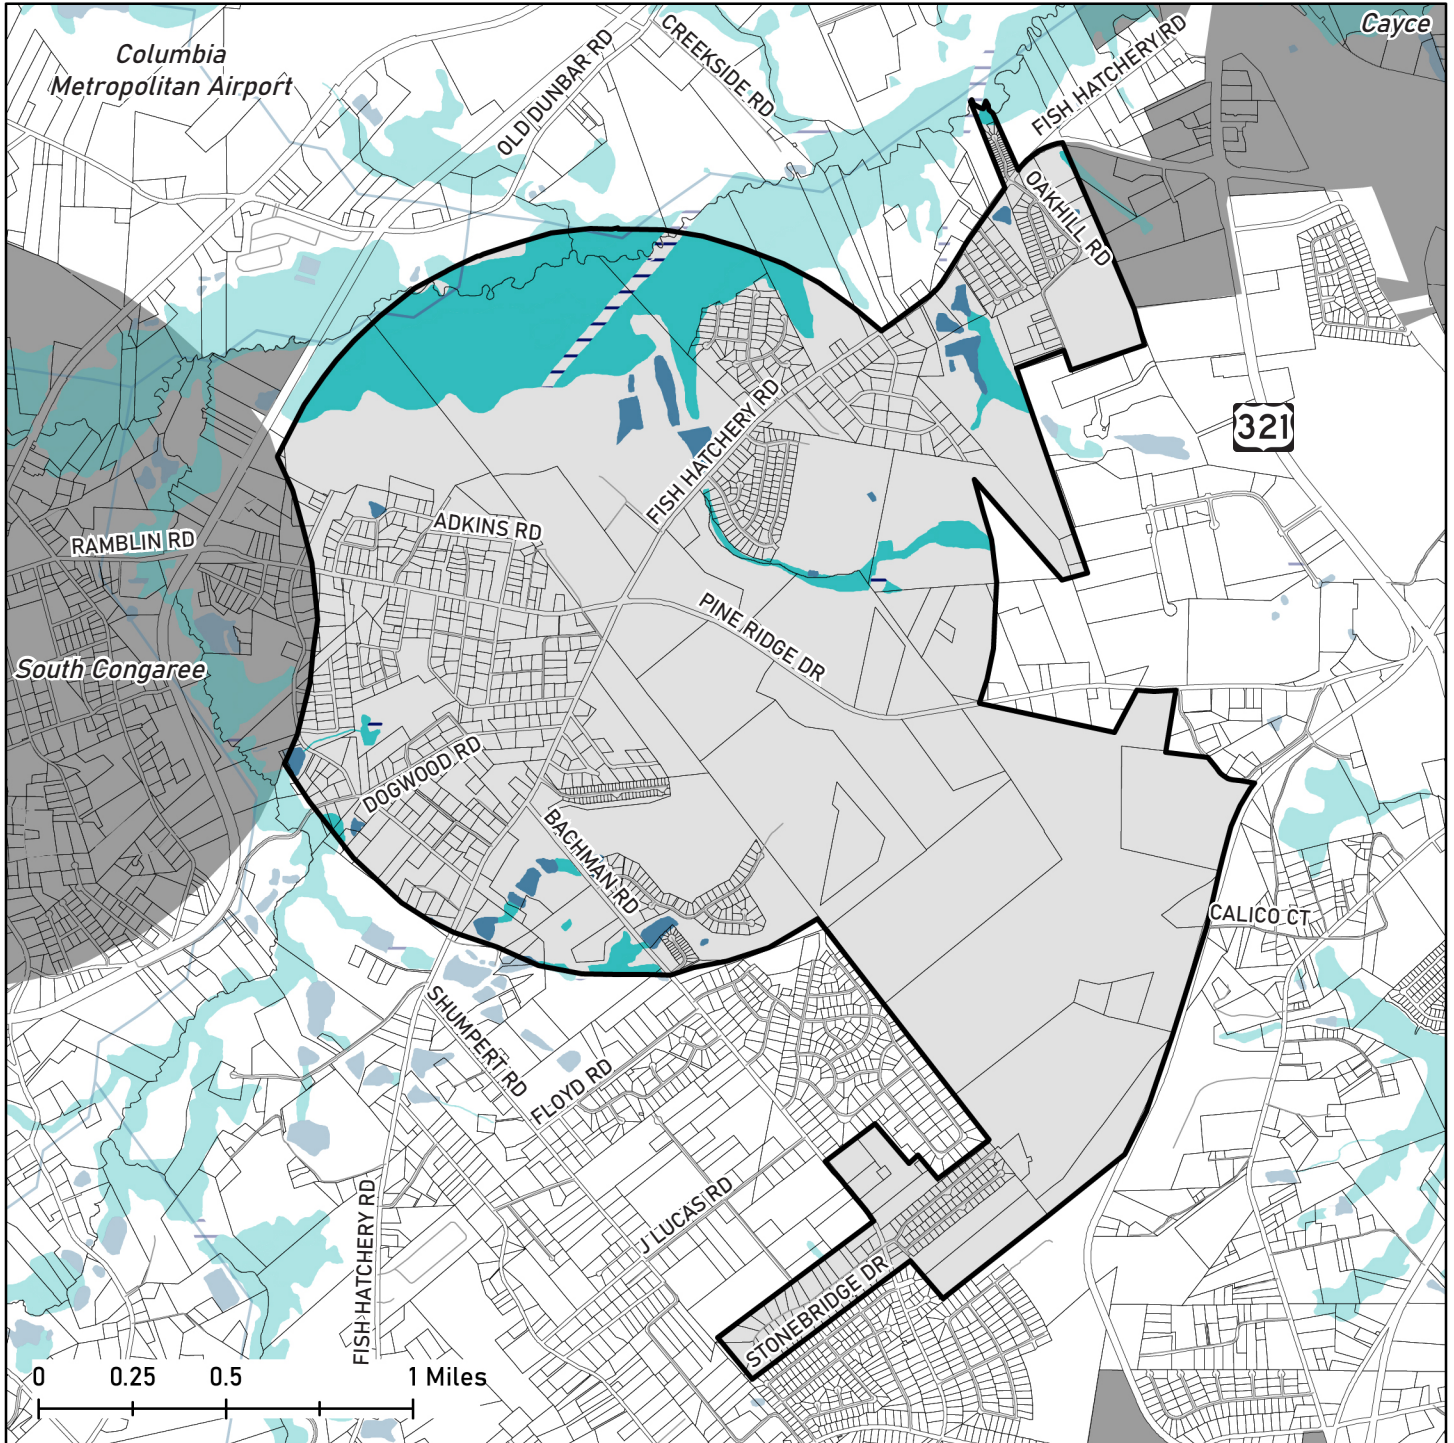 Cayce
Columbia
Metropolitan Airport
OLD DUNBAR RD
CREEKSIDE RD
FISH HATCHERY RD
OAKHILL RD
321
FISH HATCHERY RD
ADKINS RD
RAMBLIN RD
PINE RIDGE DR
South Congaree
DOGWOOD RD
BACHMAN RD
CALICO CT
SHUMPERT RD
FLOYD RD
J LUCAS RD
FISH HATCHERY RD
STONEBRIDGE DR
0 0.25 0.5 1 Miles